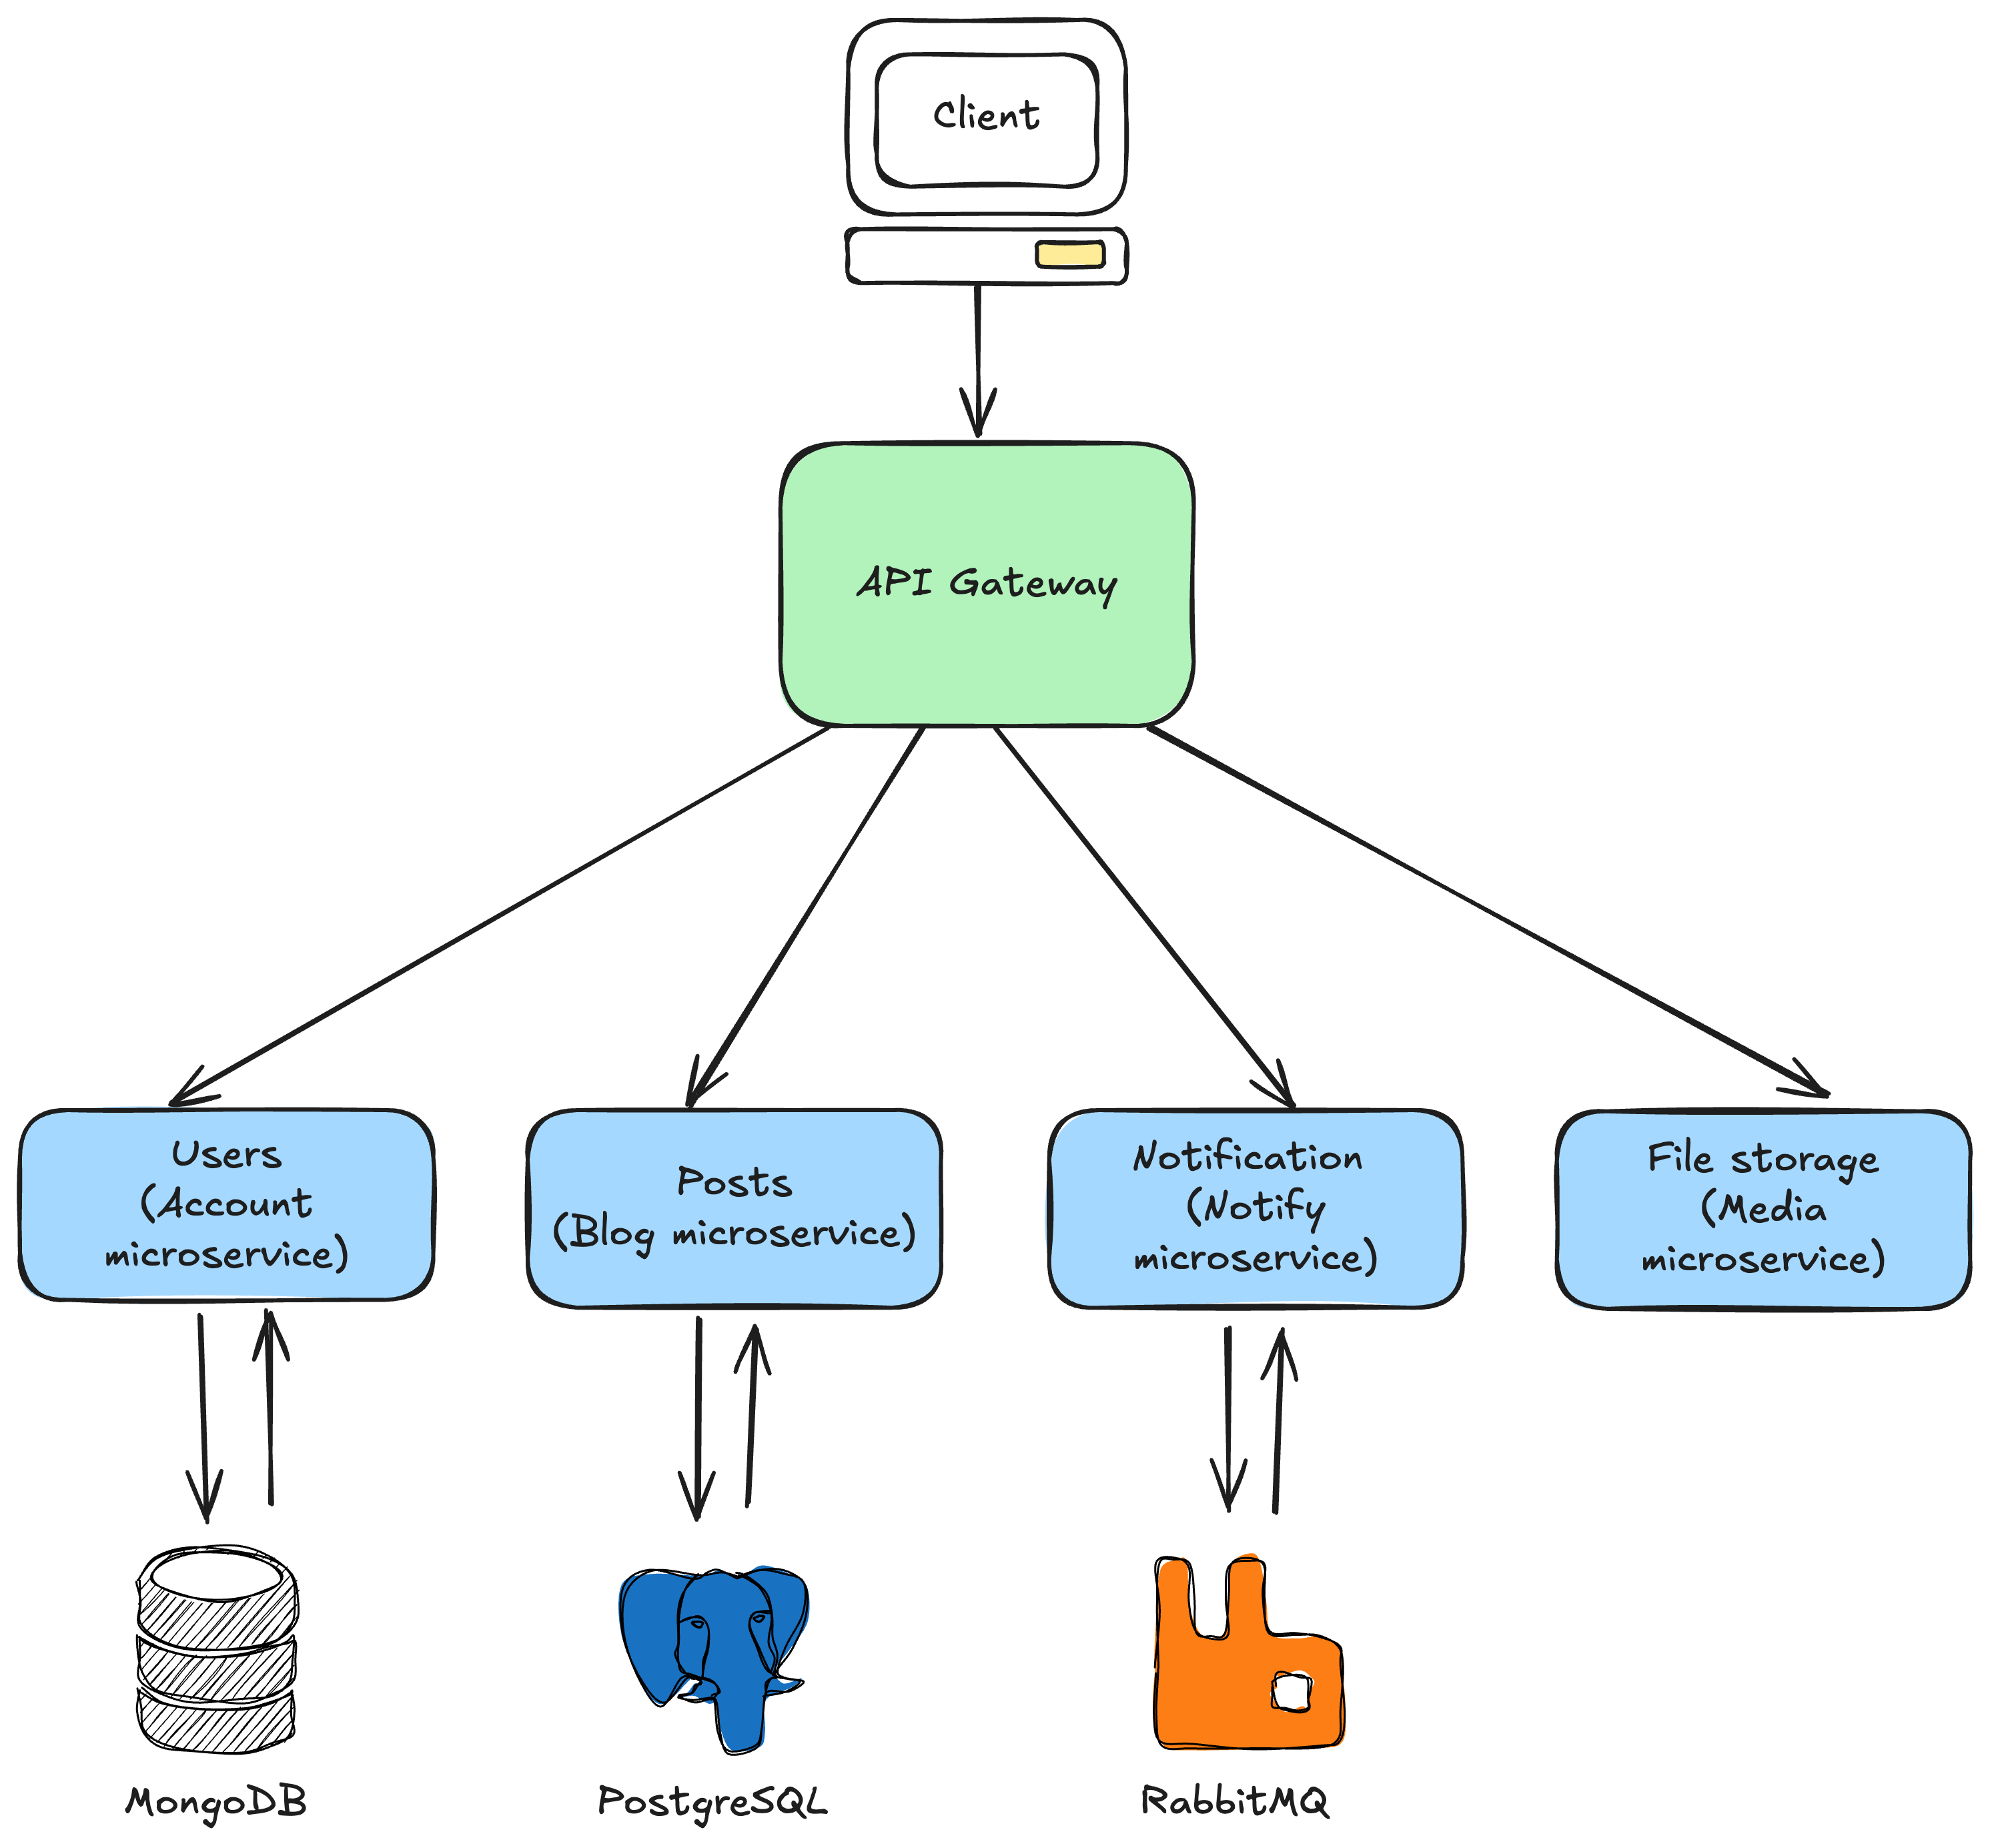 Client
API Gateway
Users
(Account
microservice)
Posts
(Blog microservice)
Notification
(Notify
microservice)
File storage
(Media
microservice)
MongoDB
PostgreSQL
RabbitMQ